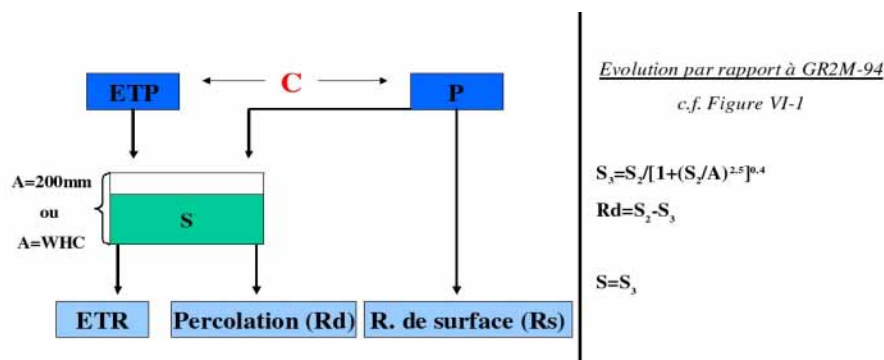 ETP
C
P
A=200mm
ou
A=WHC
S
ETR
Percolation (Rd)
R. de surface (Rs)
Evolution par rapport à GR2M-94
c.f. Figure VI-1
S₃=S₂/[1+(S₂/A)²·⁵]⁰·⁴
Rd=S₂-S₃
S=S₃